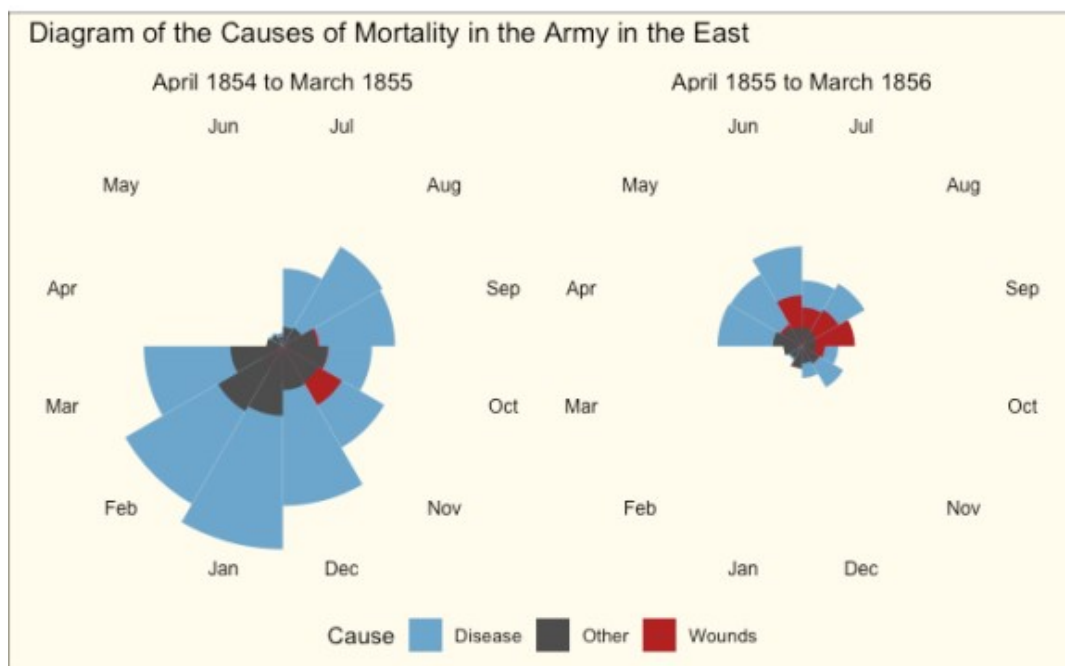 Diagram of the Causes of Mortality in the Army in the East
April 1854 to March 1855
Jun Jul
May Aug
Apr Sep
Mar Oct
Feb Nov
Jan Dec
April 1855 to March 1856
Jun Jul
May Aug
Apr Sep
Mar Oct
Feb Nov
Jan Dec
Cause Disease Other Wounds